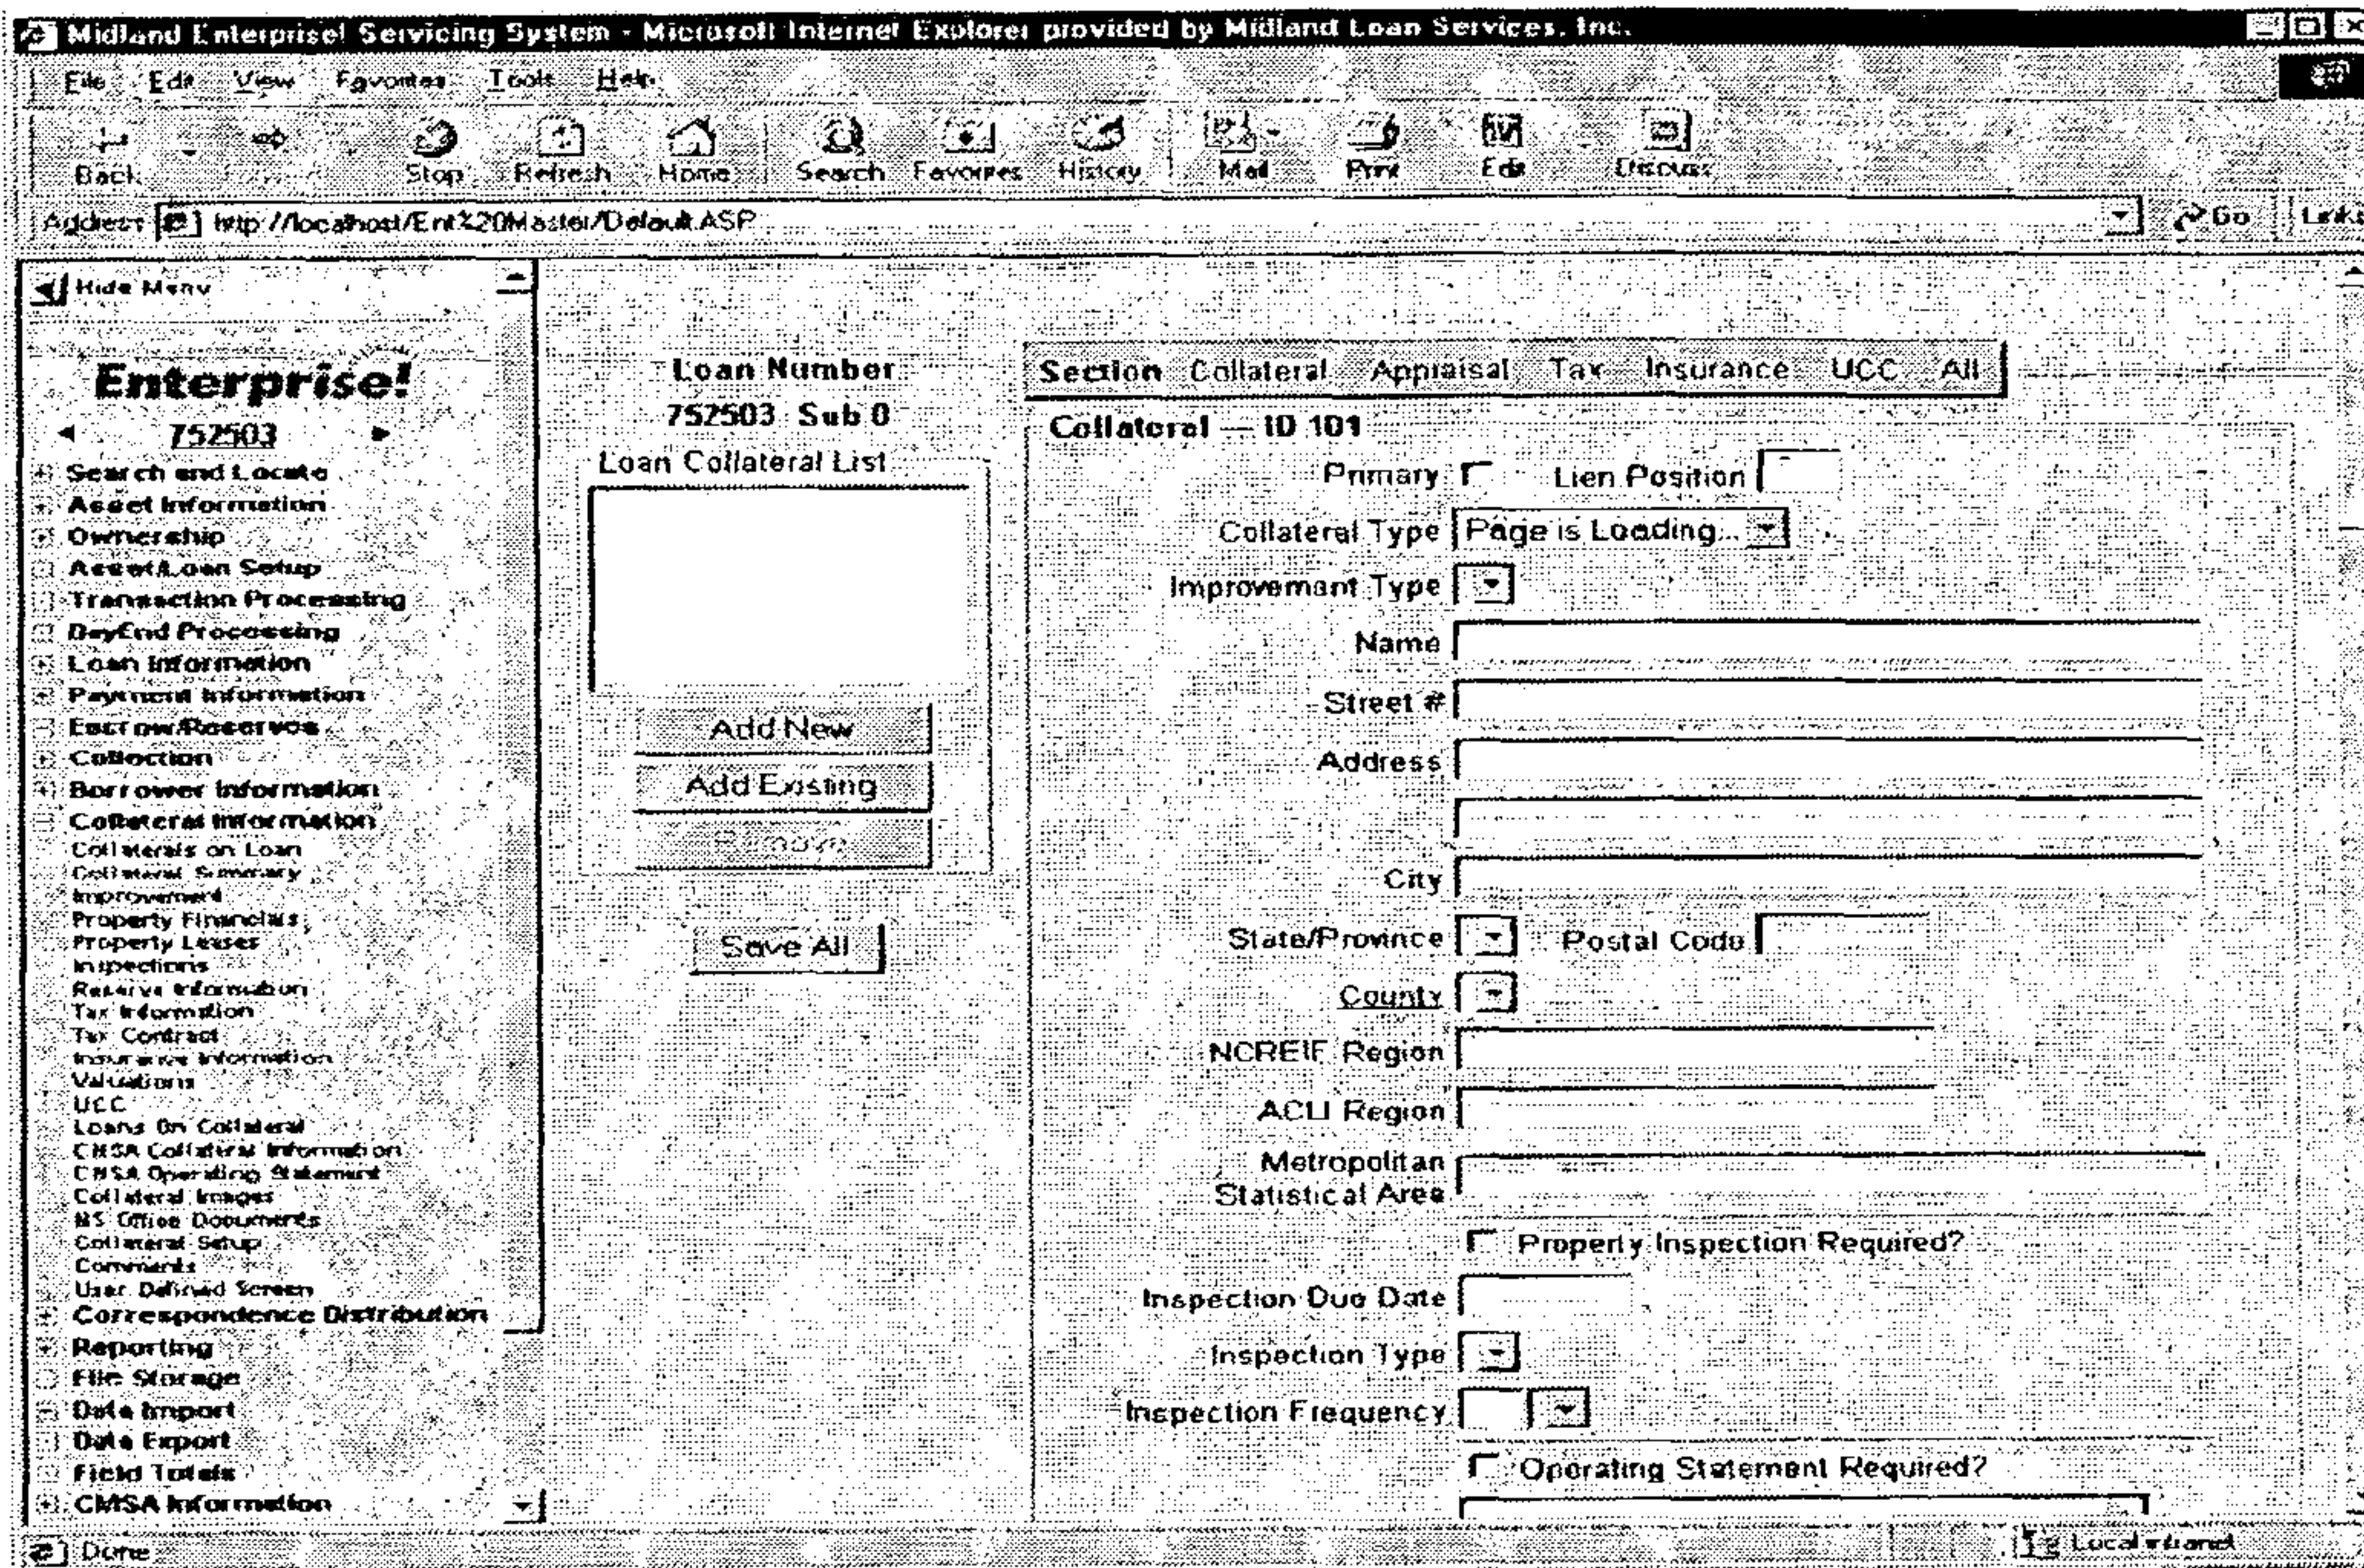 Midland Enterprise! Servicing System - Microsoft Internet Explorer provided by Midland Loan Services, Inc.
File Edit View Favorites Tools Help
Back Stop Refresh Home Search Favorites History Mail Print Edit Discuss
Address http://localhost/Ent%20Master/Default.ASP Go Links
Hide Menu
Enterprise!
752503
Search and Locate
Asset Information
Ownership
Asset/Loan Setup
Transaction Processing
DayEnd Processing
Loan Information
Payment Information
Escrow/Reserves
Collection
Borrower Information
Collateral Information
Collaterals on Loan
Collateral Summary
Improvement
Property Financials
Property Leases
Inspections
Reserve Information
Tax Information
Tax Contract
Insurance Information
Valuations
UCC
Loans On Collateral
CMSA Collateral Information
CMSA Operating Statement
Collateral Images
MS Office Documents
Collateral Setup
Comments
User Defined Screen
Correspondence Distribution
Reporting
File Storage
Data Import
Data Export
Field Totals
CMSA Information
Loan Number
752503 Sub 0
Loan Collateral List
Add New
Add Existing
Remove
Save All
Section Collateral Appraisal Tax Insurance UCC All
Collateral — ID 101
Primary Lien Position
Collateral Type Page is Loading...
Improvement Type
Name
Street #
Address
City
State/Province Postal Code
County
NCREIF Region
ACLI Region
Metropolitan
Statistical Area
Property Inspection Required?
Inspection Due Date
Inspection Type
Inspection Frequency
Operating Statement Required?
Done Local intranet